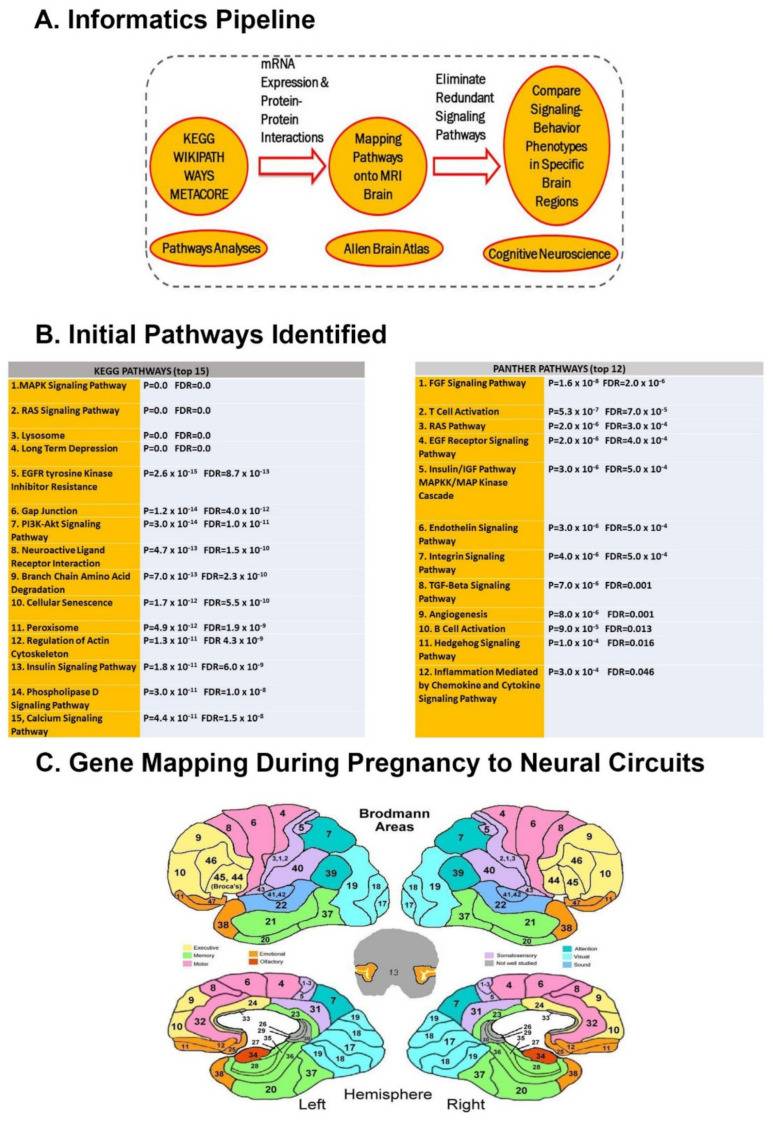 A. Informatics Pipeline
mRNA
Expression &
Protein-
Protein
Interactions
Eliminate
Redundant
Signaling
Pathways
KEGG
WIKIPATH
WAYS
METACORE
Mapping
Pathways
onto MRI
Brain
Compare
Signaling-
Behavior
Phenotypes
in Specific
Brain
Regions
Pathways Analyses
Allen Brain Atlas
Cognitive Neuroscience
B. Initial Pathways Identified
KEGG PATHWAYS (top 15)
1.MAPK Signaling Pathway P=0.0 FDR=0.0
2. RAS Signaling Pathway P=0.0 FDR=0.0
3. Lysosome P=0.0 FDR=0.0
4. Long Term Depression P=0.0 FDR=0.0
5. EGFR tyrosine Kinase P=2.6 x 10⁻¹⁵ FDR=8.7 x 10⁻¹³
Inhibitor Resistance
6. Gap Junction P=1.2 x 10⁻¹⁴ FDR=4.0 x 10⁻¹²
7. PI3K-Akt Signaling P=3.0 x 10⁻¹⁴ FDR=1.0 x 10⁻¹¹
Pathway
8. Neuroactive Ligand P=4.7 x 10⁻¹³ FDR=1.5 x 10⁻¹⁰
Receptor Interaction
9. Branch Chain Amino Acid P=7.0 x 10⁻¹³ FDR=2.3 x 10⁻¹⁰
Degradation
10. Cellular Senescence P=1.7 x 10⁻¹² FDR=5.5 x 10⁻¹⁰
11. Peroxisome P=4.9 x 10⁻¹² FDR=1.9 x 10⁻⁹
12. Regulation of Actin P=1.3 x 10⁻¹¹ FDR 4.3 x 10⁻⁹
Cytoskeleton
13. Insulin Signaling Pathway P=1.8 x 10⁻¹¹ FDR=6.0 x 10⁻⁹
14. Phospholipase D P=3.0 x 10⁻¹¹ FDR=1.0 x 10⁻⁸
Signaling Pathway
15, Calcium Signaling P=4.4 x 10⁻¹¹ FDR=1.5 x 10⁻⁸
Pathway
PANTHER PATHWAYS (top 12)
1. FGF Signaling Pathway P=1.6 x 10⁻⁸ FDR=2.0 x 10⁻⁶
2. T Cell Activation P=5.3 x 10⁻⁷ FDR=7.0 x 10⁻⁵
3. RAS Pathway P=2.0 x 10⁻⁶ FDR=3.0 x 10⁻⁴
4. EGF Receptor Signaling P=2.0 x 10⁻⁶ FDR=4.0 x 10⁻⁴
Pathway
5. Insulin/IGF Pathway P=3.0 x 10⁻⁶ FDR=5.0 x 10⁻⁴
MAPKK/MAP Kinase
Cascade
6. Endothelin Signaling P=3.0 x 10⁻⁶ FDR=5.0 x 10⁻⁴
Pathway
7. Integrin Signaling P=4.0 x 10⁻⁶ FDR=5.0 x 10⁻⁴
Pathway
8. TGF-Beta Signaling P=7.0 x 10⁻⁶ FDR=0.001
Pathway
9. Angiogenesis P=8.0 x 10⁻⁶ FDR=0.001
10. B Cell Activation P=9.0 x 10⁻⁵ FDR=0.013
11. Hedgehog Signaling P=1.0 x 10⁻⁴ FDR=0.016
Pathway
12. Inflammation Mediated P=3.0 x 10⁻⁴ FDR=0.046
by Chemokine and Cytokine
Signaling Pathway
C. Gene Mapping During Pregnancy to Neural Circuits
Brodmann
Areas
9 8 6 4 5 7
46 3,1,2 40 39
10 45, 44
(Broca's)
43 41,42 22
19 18 17
11 47 38 21 37 20
4 6 8 5 7 9
2,1,3 40 39 46
10 44 45
43 41,42 22
19 18 17
11 47 38 21 37 20
13
Executive
Memory
Motor
Emotional
Olfactory
Somatosensory
Not well studied
Attention
Visual
Sound
9 8 6 4 1-3 5 7
24 31 23 19
10 32 33 26 29 35 27 30
18 17
11 12 25 34 28 36 19 18
38 37 20
7 5 1-3 4 6 8 9
19 31 23 24
18 17 33 32 10
19 18 36 34 28 25 12 11
37 20 38
Left
Hemisphere
Right